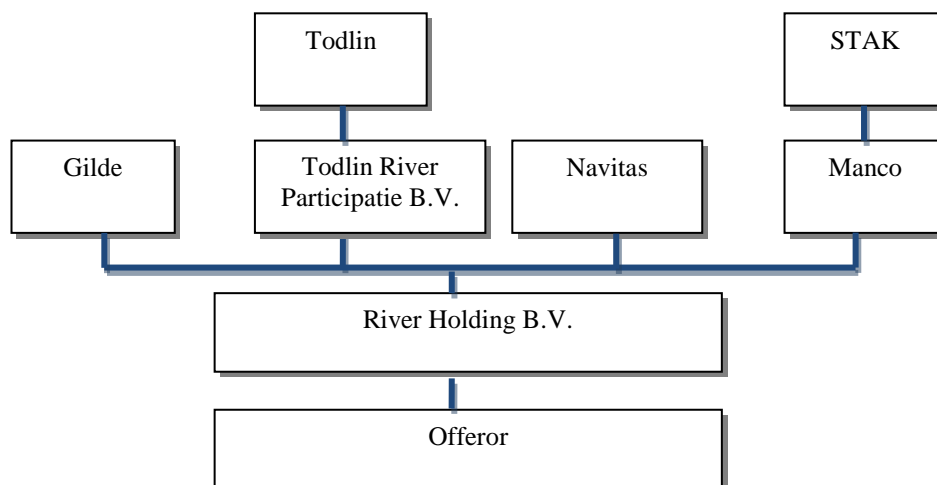 Todlin
STAK
Gilde
Todlin River
Participatie B.V.
Navitas
Manco
River Holding B.V.
Offeror